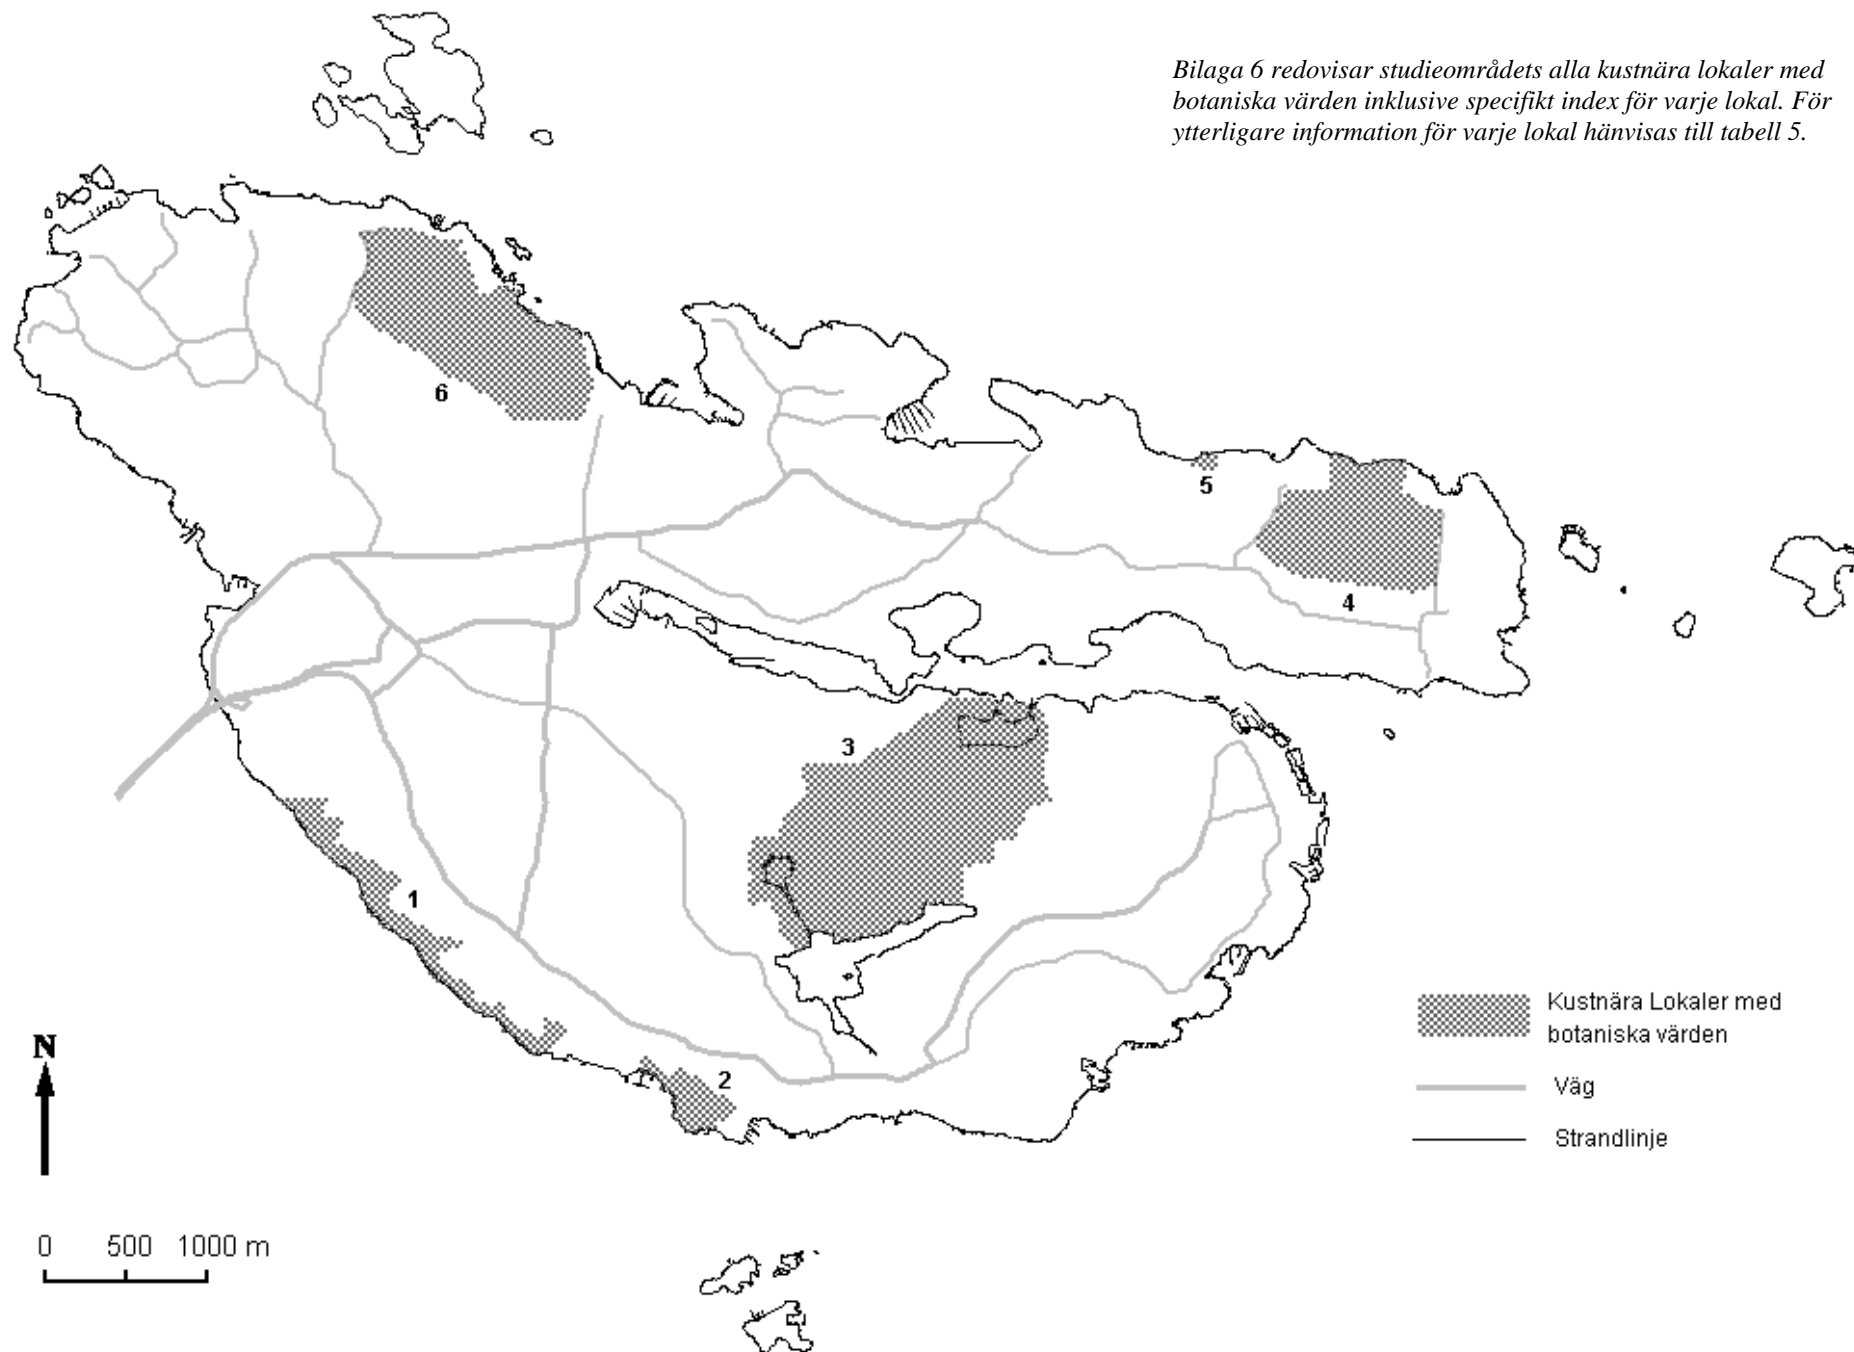 Bilaga 6 redovisar studieområdets alla kustnära lokaler med
botaniska värden inklusive specifikt index för varje lokal. För
ytterligare information för varje lokal hänvisas till tabell 5.
6
5
4
3
1
2
Kustnära Lokaler med
botaniska värden
Väg
Strandlinje
N
0 500 1000 m